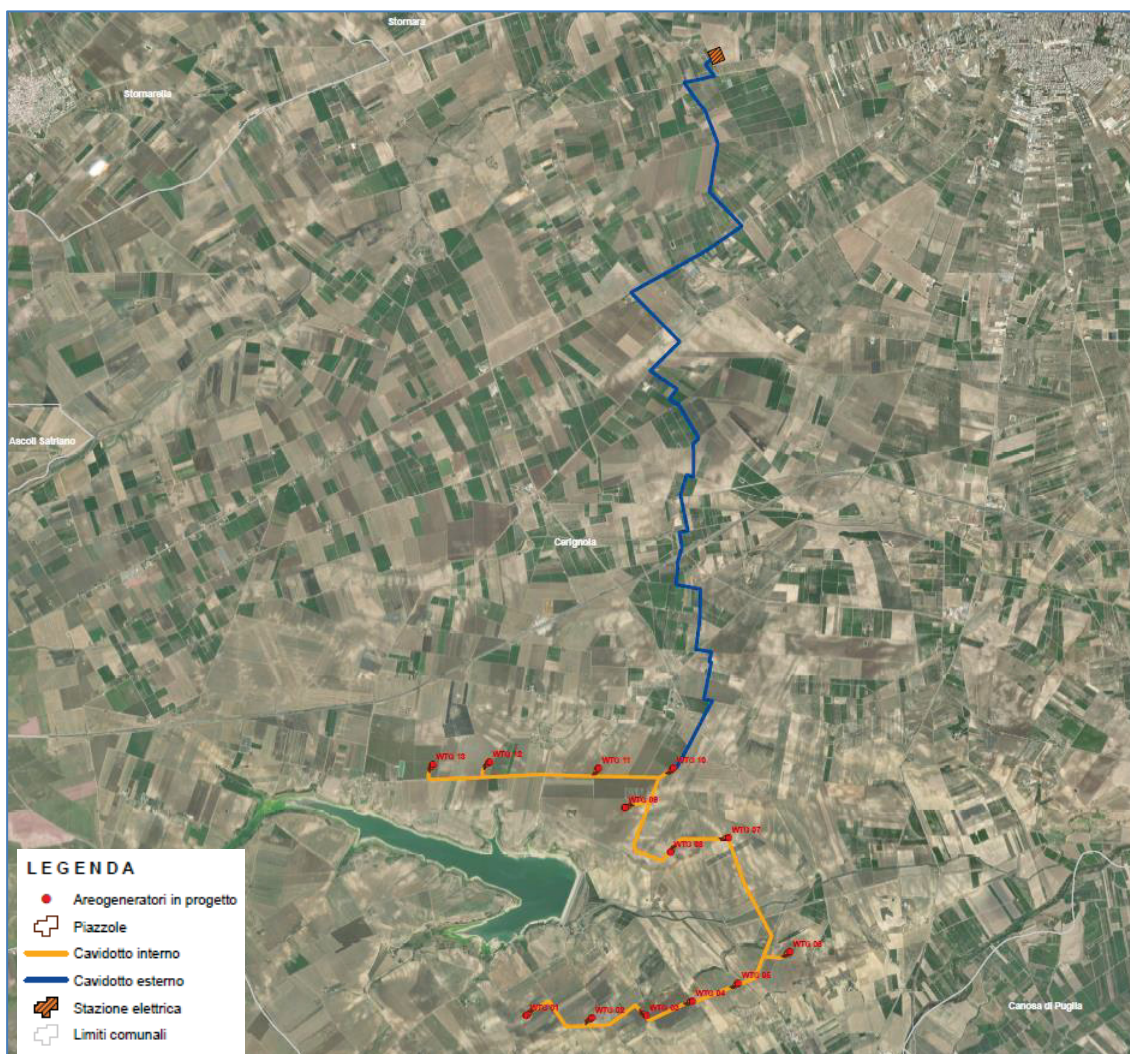 Stornara
Stornarella
Ascoli Satriano
Cerignola
WTG 13
WTG 12
WTG 11
WTG 10
WTG 09
WTG 08
WTG 07
WTG 06
WTG 05
WTG 04
WTG 03
WTG 02
WTG 01
Canosa di Puglia
LEGENDA
Areogeneratori in progetto
Piazzole
Cavidotto interno
Cavidotto esterno
Stazione elettrica
Limiti comunali